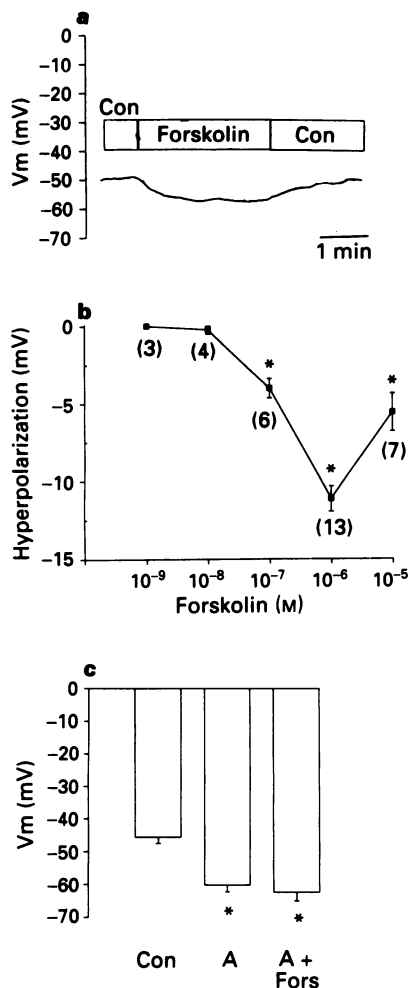 a
0
−10
−20
−30
−40
−50
−60
−70
Vm (mV)
Con
Forskolin
Con
1 min
b
0
−5
−10
−15
Hyperpolarization (mV)
(3)
(4)
*
(6)
*
(13)
*
(7)
10⁻⁹
10⁻⁸
10⁻⁷
10⁻⁶
10⁻⁵
Forskolin (M)
c
0
−10
−20
−30
−40
−50
−60
−70
Vm (mV)
*
*
Con
A
A +
Fors